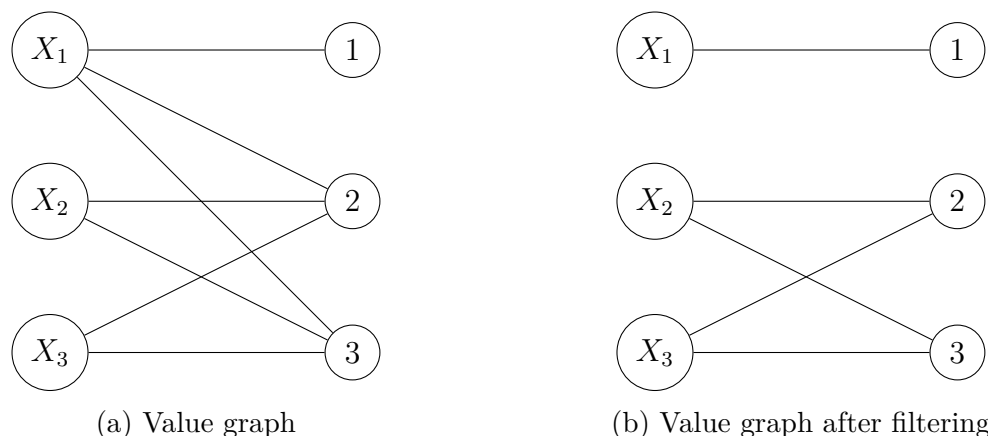 X₁ 1 X₁ 1
X₂ 2 X₂ 2
X₃ 3 X₃ 3
(a) Value graph (b) Value graph after filtering